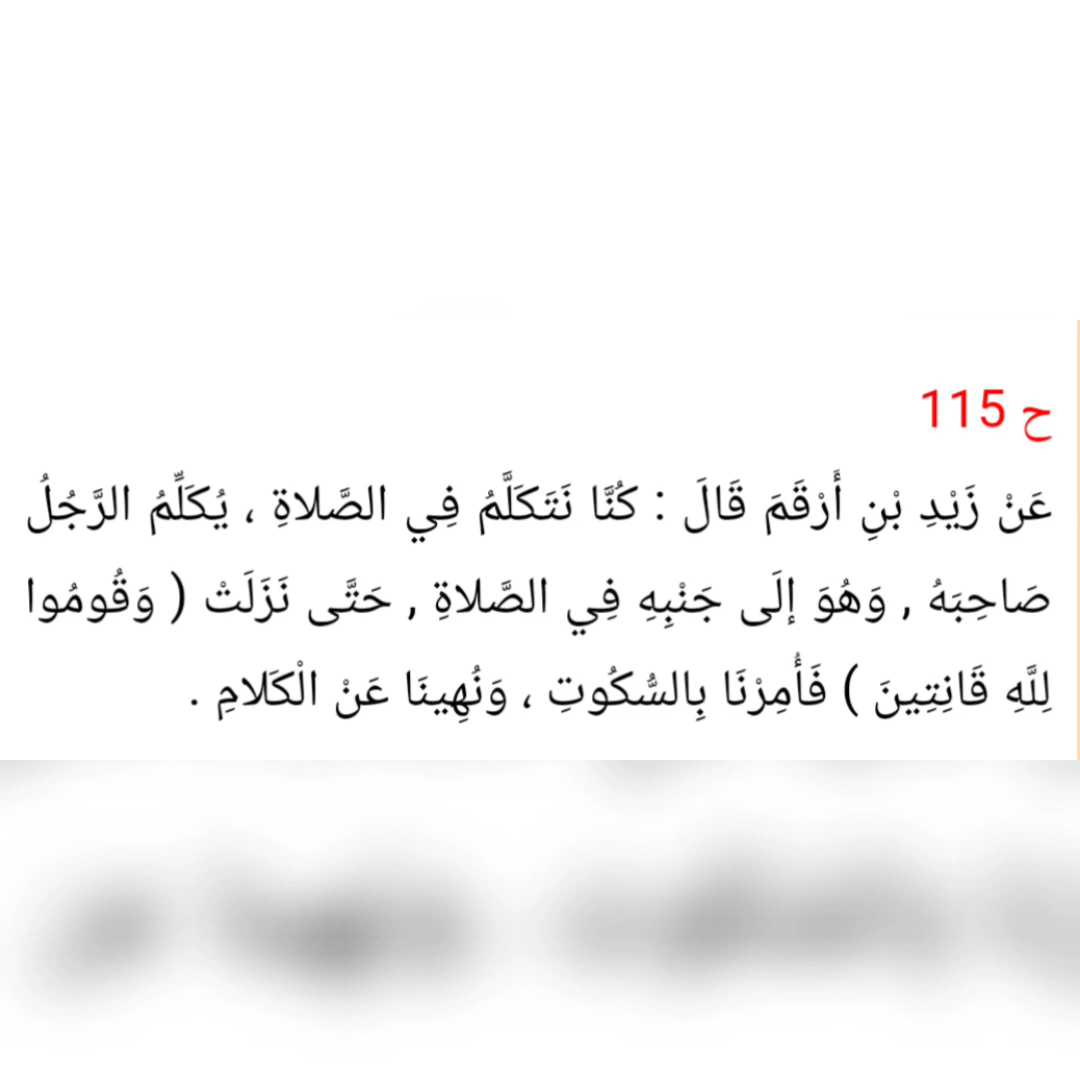 ح 115
عَنْ زَيْدِ بْنِ أَرْقَمَ قَالَ : كُنَّا نَتَكَلَّمُ فِي الصَّلاةِ ، يُكَلِّمُ الرَّجُلُ
صَاحِبَهُ , وَهُوَ إلَى جَنْبِهِ فِي الصَّلاةِ , حَتَّى نَزَلَتْ ( وَقُومُوا
لِلَّهِ قَانِتِينَ ) فَأُمِرْنَا بِالسُّكُوتِ ، وَنُهِينَا عَنْ الْكَلامِ .